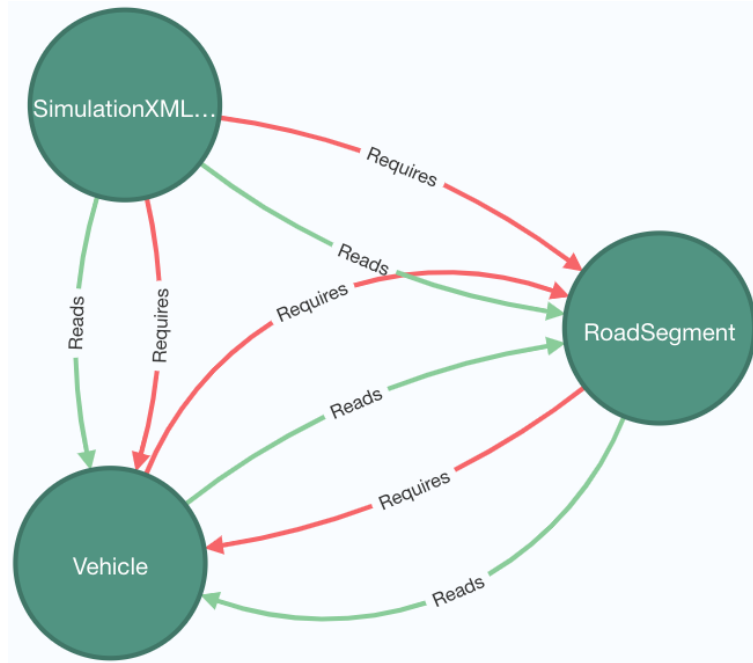 SimulationXML...
Requires
Reads
Reads
Requires
Requires
RoadSegment
Reads
Requires
Vehicle
Reads